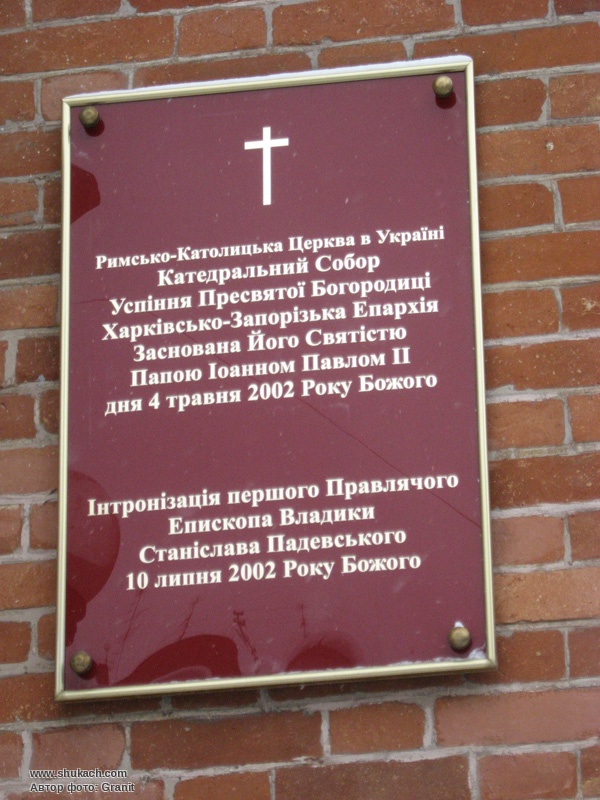 Римсько-Католицька Церква в Україні
Катедральний Собор
Успіння Пресвятої Богородиці
Харківсько-Запорізька Епархія
Заснована Його Святістю
Папою Іоанном Павлом ІІ
дня 4 травня 2002 Року Божого
Інтронізація першого Правлячого
Епископа Владики
Станіслава Падевського
10 липня 2002 Року Божого
www.shukach.com
Автор фото: Granit